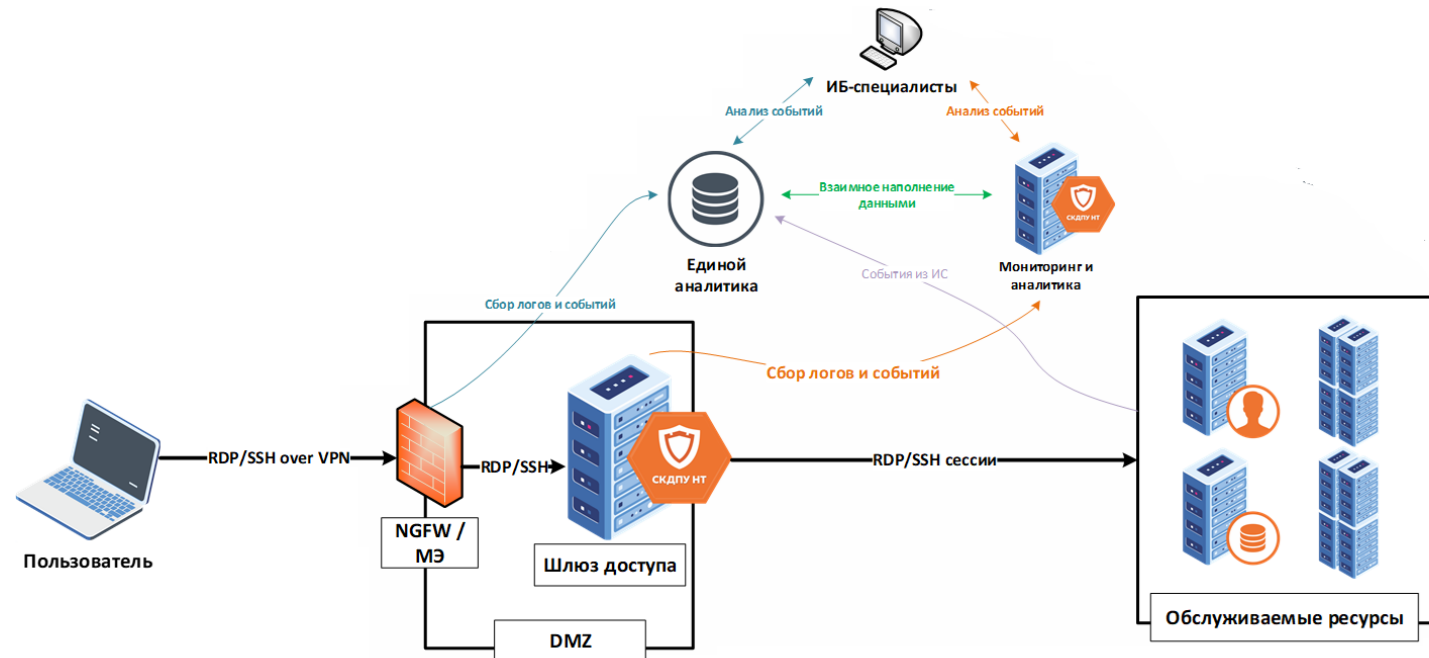 ИБ-специалисты
Анализ событий
Анализ событий
Взаимное наполнение
данными
СКДПУ НТ
Единой
аналитика
События из ИС
Мониторинг и
аналитика
Сбор логов и событий
Сбор логов и событий
RDP/SSH over VPN
RDP/SSH
СКДПУ НТ
RDP/SSH сессии
Пользователь
NGFW /
МЭ
Шлюз доступа
DMZ
Обслуживаемые ресурсы